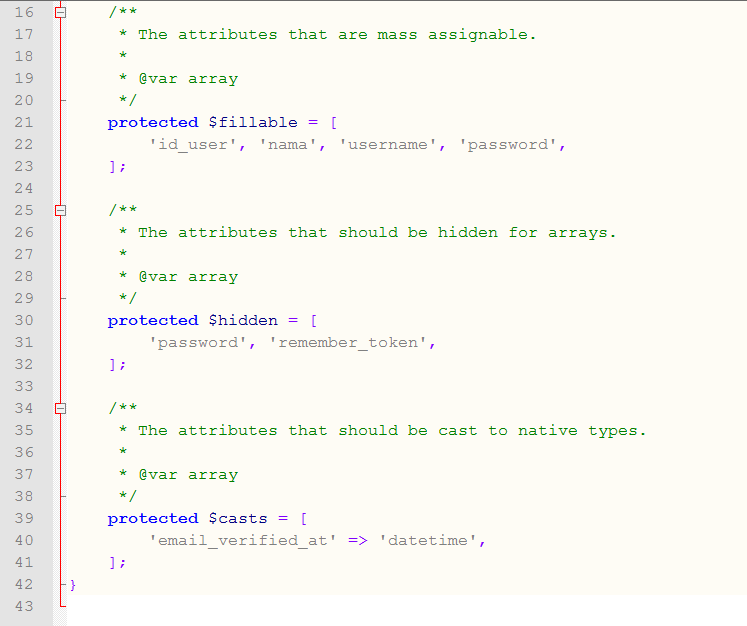 16 /**
17 * The attributes that are mass assignable.
18 *
19 * @var array
20 */
21 protected $fillable = [
22 'id_user', 'nama', 'username', 'password',
23 ];
24
25 /**
26 * The attributes that should be hidden for arrays.
27 *
28 * @var array
29 */
30 protected $hidden = [
31 'password', 'remember_token',
32 ];
33
34 /**
35 * The attributes that should be cast to native types.
36 *
37 * @var array
38 */
39 protected $casts = [
40 'email_verified_at' => 'datetime',
41 ];
42 }
43